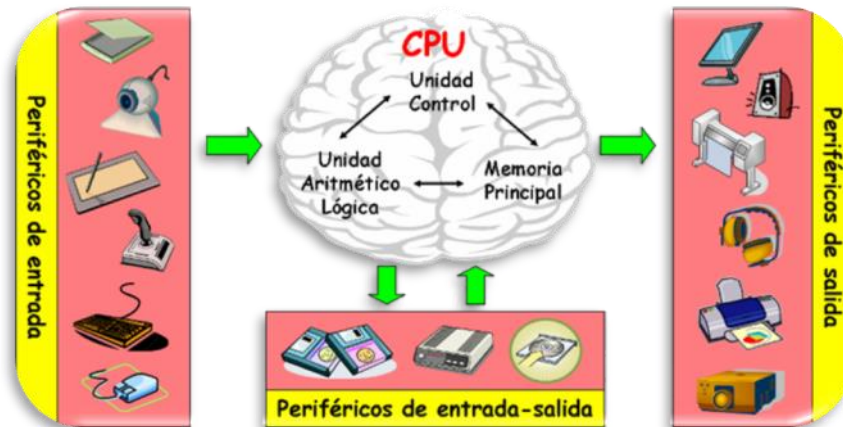 Periféricos de entrada
CPU
Unidad
Control
Unidad
Aritmético
Lógica
Memoria
Principal
Periféricos de entrada-salida
Periféricos de salida